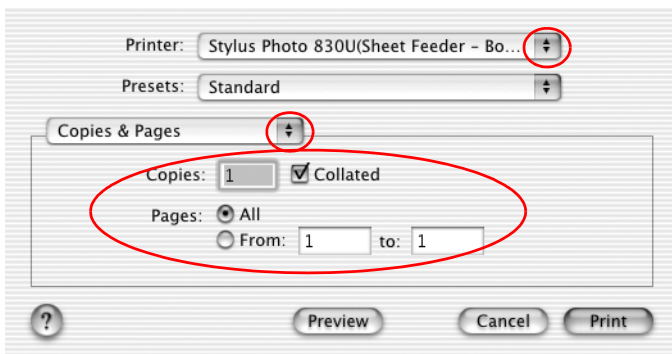 Printer: Stylus Photo 830U(Sheet Feeder – Bo...
Presets: Standard
Copies & Pages
Copies: 1 Collated
Pages: All
From: 1 to: 1
? Preview Cancel Print